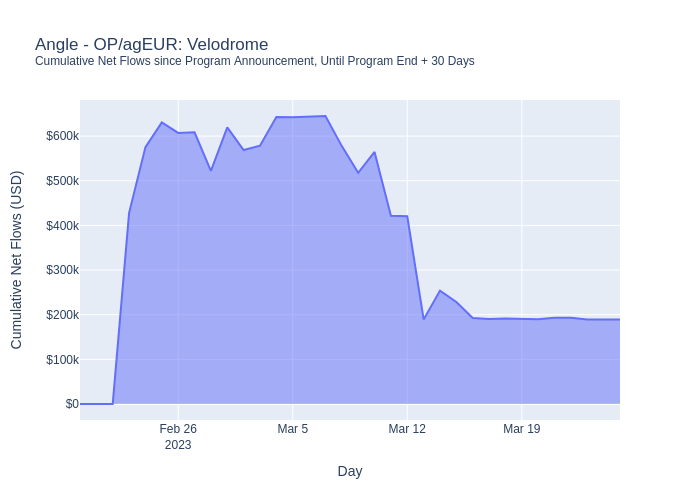 Angle - OP/agEUR: Velodrome
Cumulative Net Flows since Program Announcement, Until Program End + 30 Days
Cumulative Net Flows (USD)
$600k
$500k
$400k
$300k
$200k
$100k
$0
Feb 26
2023
Mar 5
Mar 12
Mar 19
Day